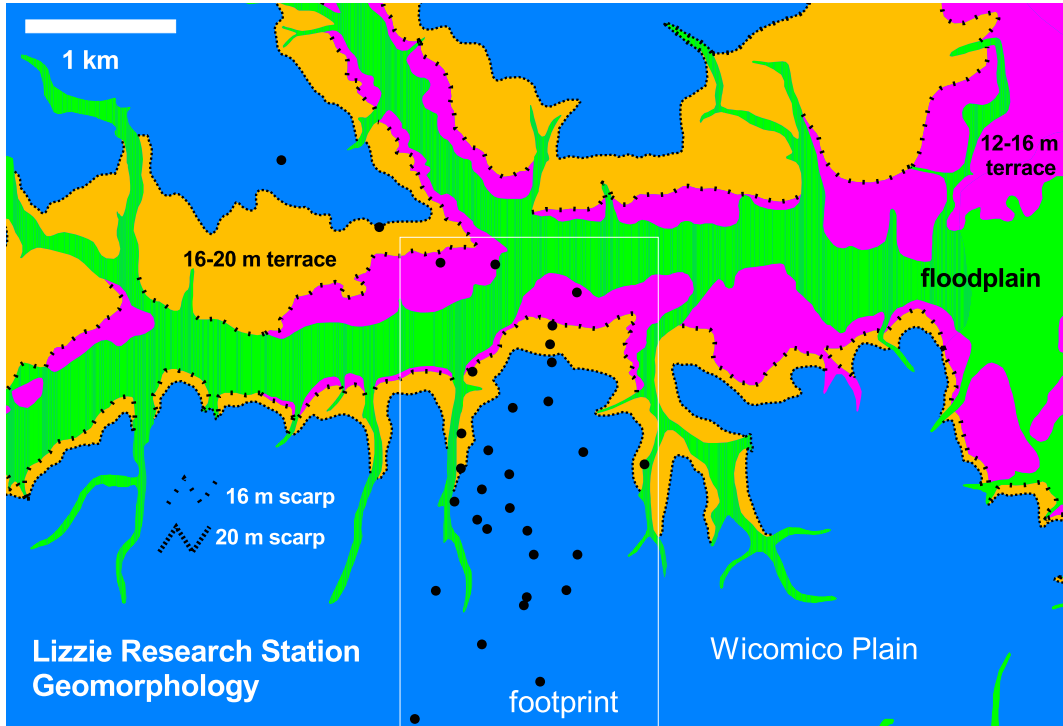 1 km
12-16 m
terrace
16-20 m terrace
floodplain
16 m scarp
20 m scarp
Lizzie Research Station
Geomorphology
Wicomico Plain
footprint